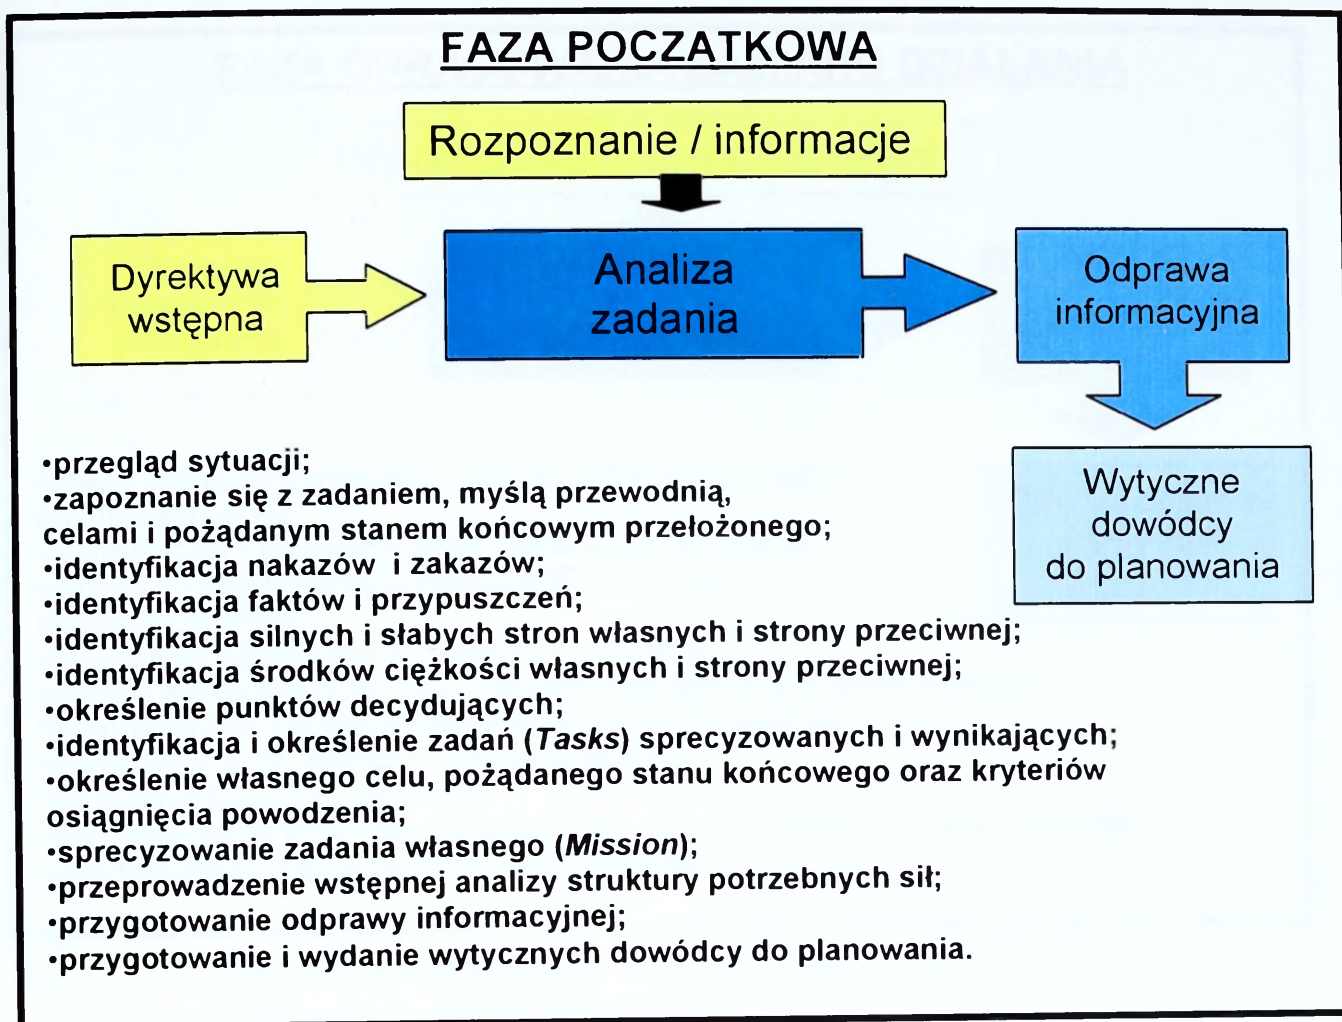 FAZA POCZATKOWA
Rozpoznanie / informacje
Dyrektywa
wstępna
Analiza
zadania
Odprawa
informacyjna
Wytyczne
dowódcy
do planowania
•przegląd sytuacji;
•zapoznanie się z zadaniem, myślą przewodnią,
celami i pożądanym stanem końcowym przełożonego;
•identyfikacja nakazów i zakazów;
•identyfikacja faktów i przypuszczeń;
•identyfikacja silnych i słabych stron własnych i strony przeciwnej;
•identyfikacja środków ciężkości własnych i strony przeciwnej;
•określenie punktów decydujących;
•identyfikacja i określenie zadań (Tasks) sprecyzowanych i wynikających;
•określenie własnego celu, pożądanego stanu końcowego oraz kryteriów
osiągnięcia powodzenia;
•sprecyzowanie zadania własnego (Mission);
•przeprowadzenie wstępnej analizy struktury potrzebnych sił;
•przygotowanie odprawy informacyjnej;
•przygotowanie i wydanie wytycznych dowódcy do planowania.